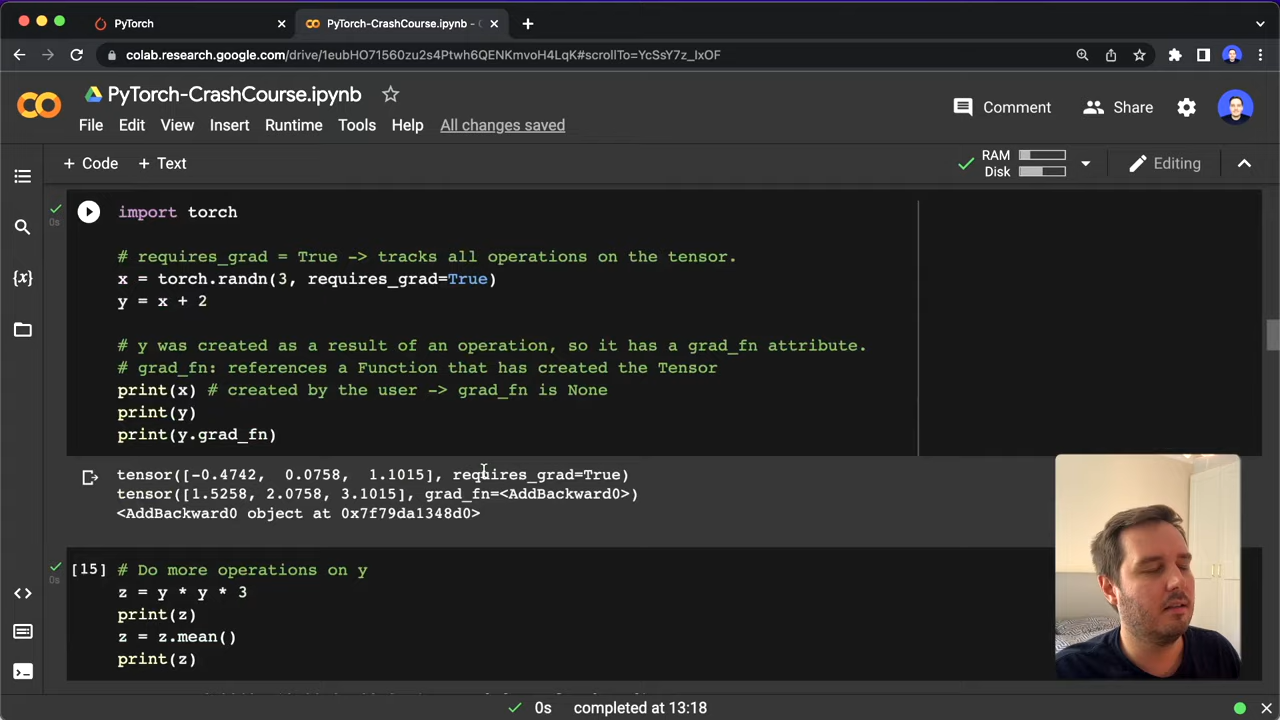 PyTorch
PyTorch-CrashCourse.ipynb -
colab.research.google.com/drive/1eubHO71560zu2s4Ptwh6QENKmvoH4LqK#scrollTo=YcSsY7z_IxOF
PyTorch-CrashCourse.ipynb
Comment
Share
File Edit View Insert Runtime Tools Help All changes saved
+ Code + Text
RAM
Disk
Editing
0s
import torch
# requires_grad = True -> tracks all operations on the tensor.
x = torch.randn(3, requires_grad=True)
y = x + 2
# y was created as a result of an operation, so it has a grad_fn attribute.
# grad_fn: references a Function that has created the Tensor
print(x) # created by the user -> grad_fn is None
print(y)
print(y.grad_fn)
tensor([-0.4742, 0.0758, 1.1015], requires_grad=True)
tensor([1.5258, 2.0758, 3.1015], grad_fn=<AddBackward0>)
<AddBackward0 object at 0x7f79da1348d0>
0s
[15] # Do more operations on y
z = y * y * 3
print(z)
z = z.mean()
print(z)
0s completed at 13:18